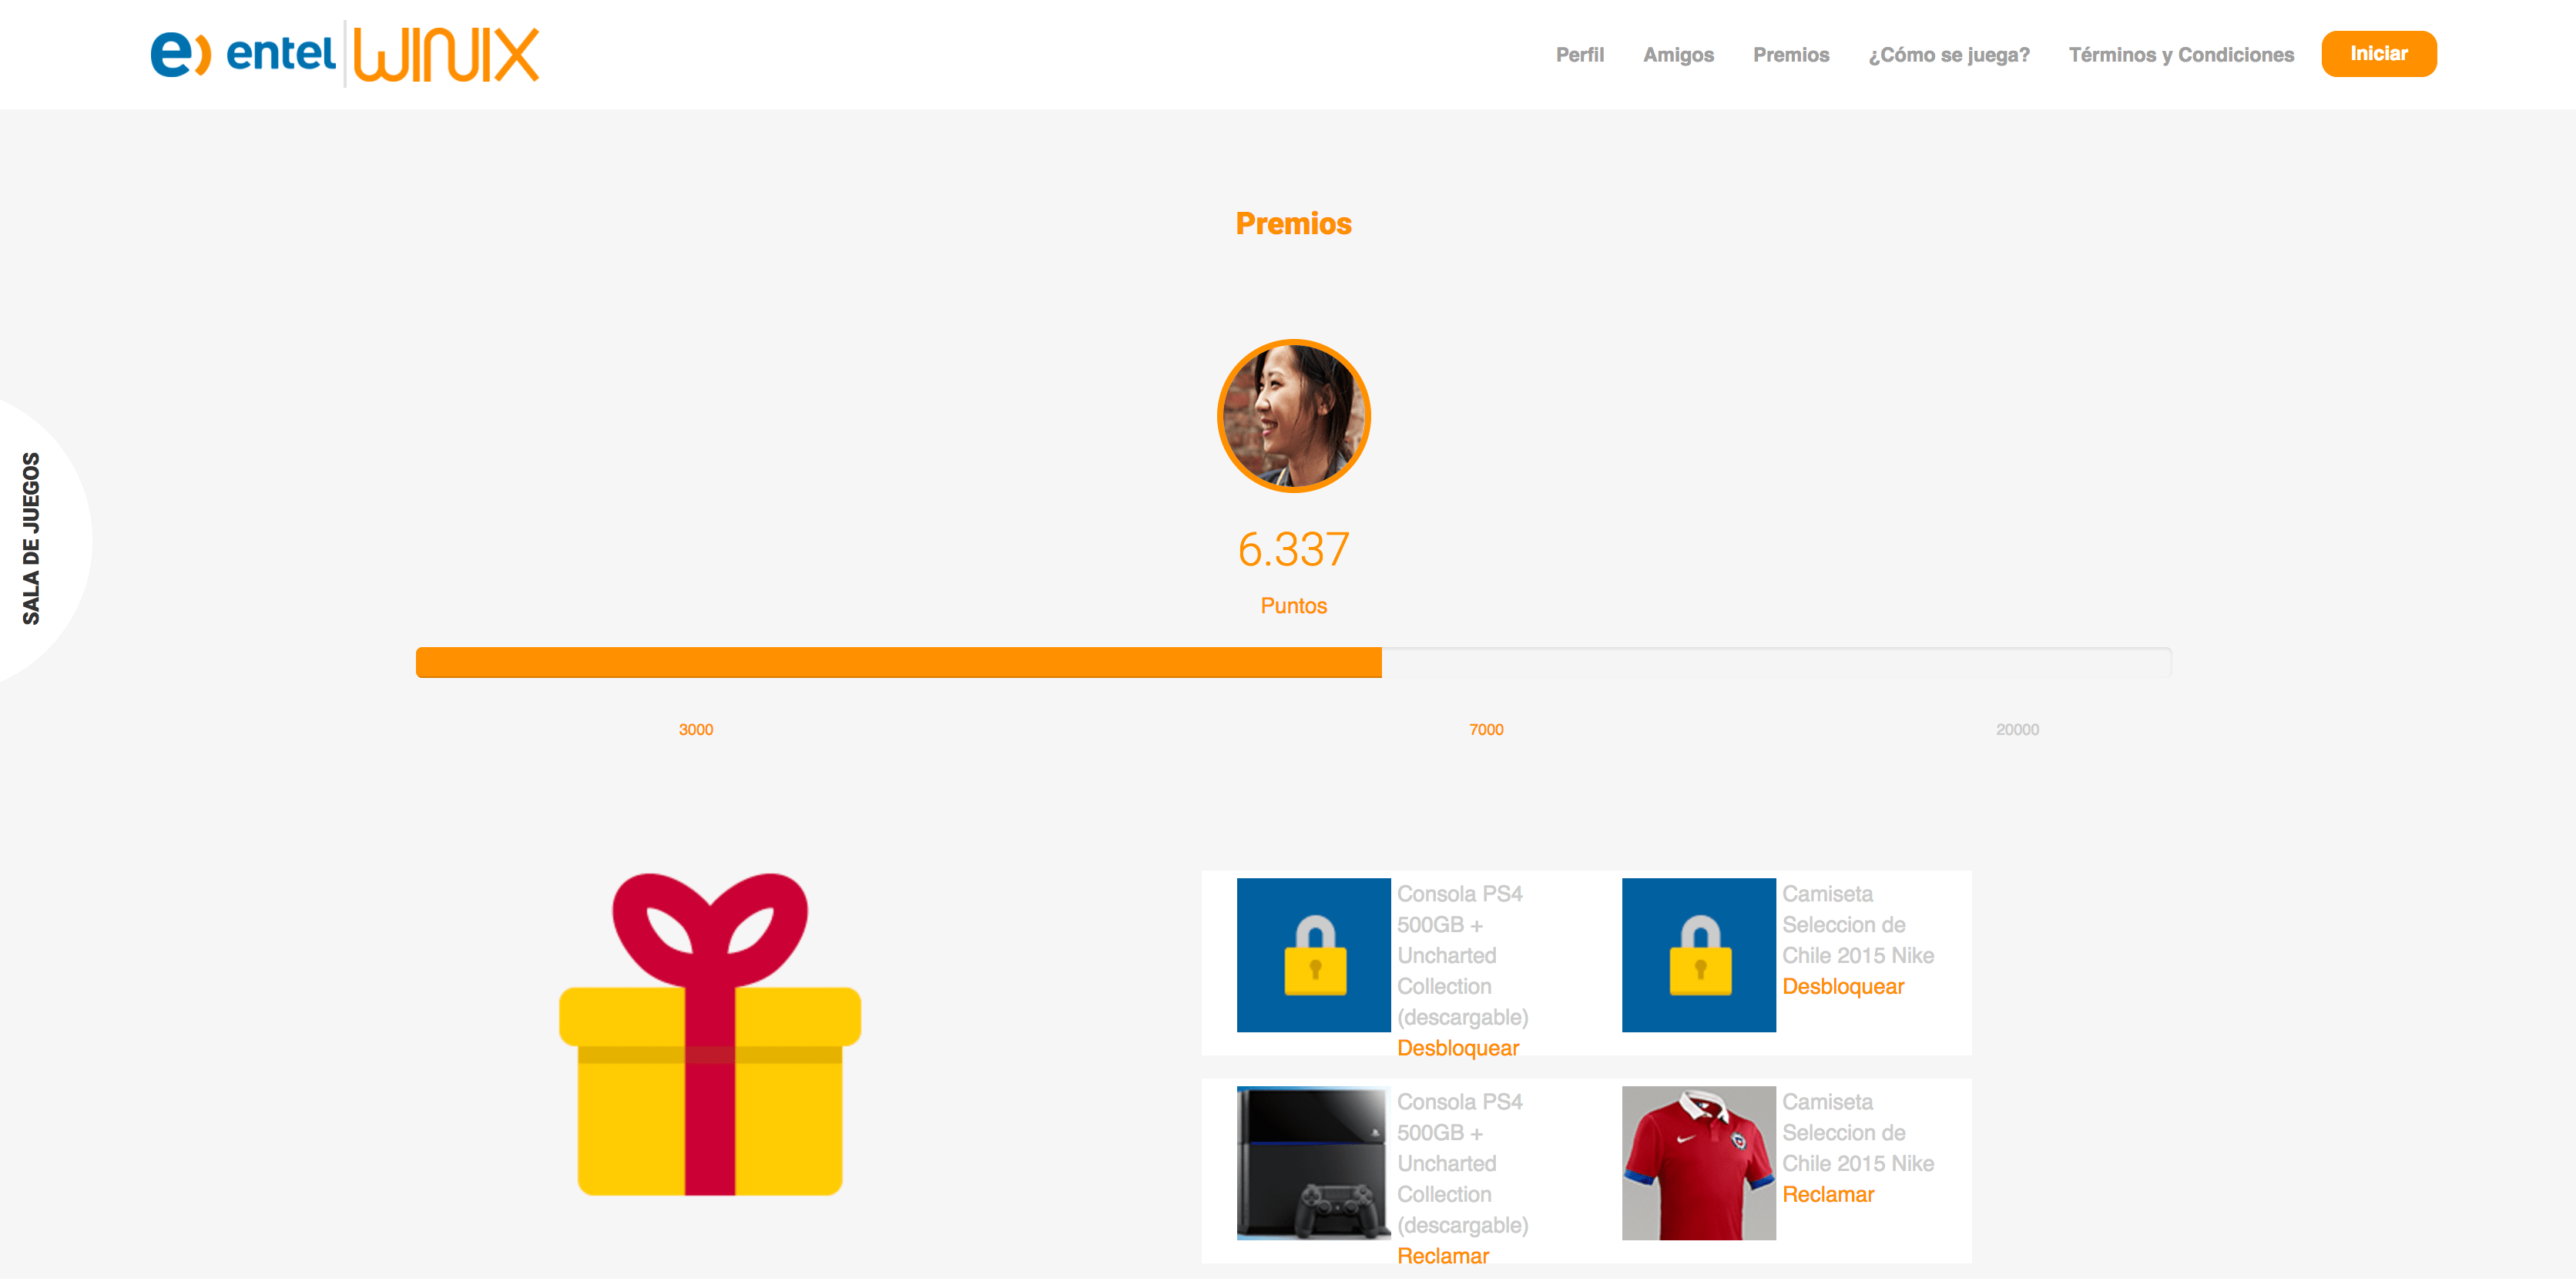 e) entel WINIX
Perfil Amigos Premios ¿Cómo se juega? Términos y Condiciones Iniciar
Premios
SALA DE JUEGOS
6.337
Puntos
3000 7000 20000
Consola PS4
500GB +
Uncharted
Collection
(descargable)
Desbloquear
Camiseta
Seleccion de
Chile 2015 Nike
Desbloquear
Consola PS4
500GB +
Uncharted
Collection
(descargable)
Reclamar
Camiseta
Seleccion de
Chile 2015 Nike
Reclamar